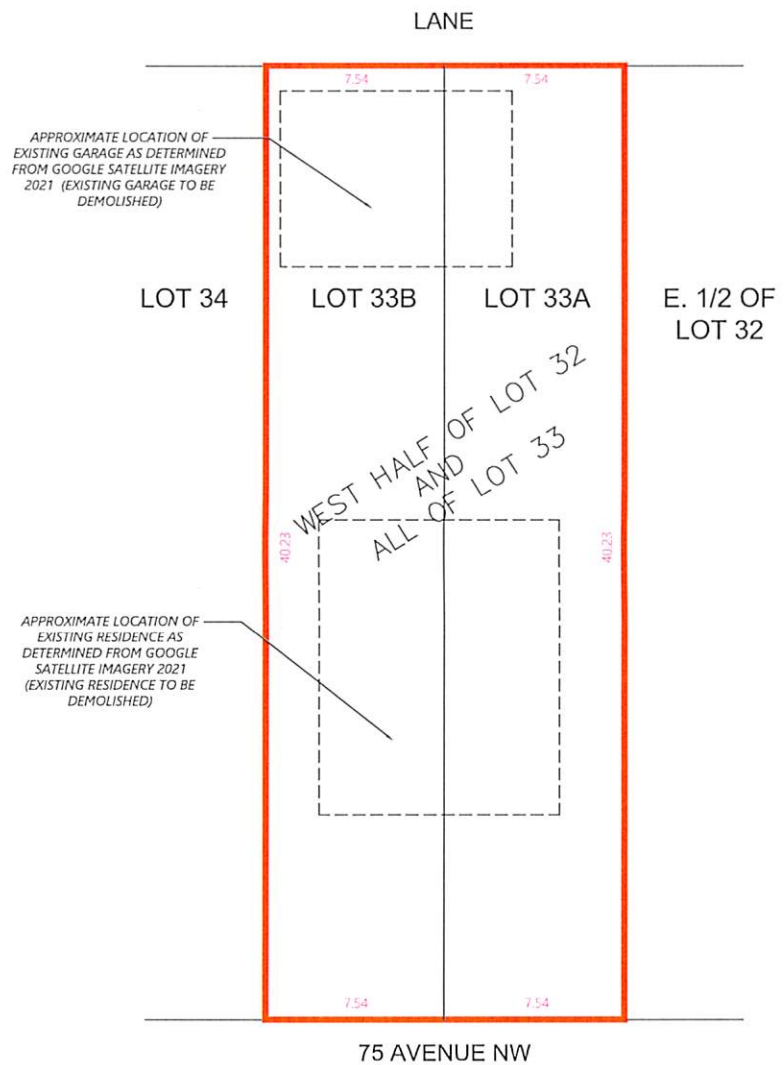 LANE
7.54
7.54
APPROXIMATE LOCATION OF
EXISTING GARAGE AS DETERMINED
FROM GOOGLE SATELLITE IMAGERY
2021 (EXISTING GARAGE TO BE
DEMOLISHED)
LOT 34
LOT 33B
LOT 33A
E. 1/2 OF
LOT 32
WEST HALF OF LOT 32
AND
ALL OF LOT 33
40.23
40.23
APPROXIMATE LOCATION OF
EXISTING RESIDENCE AS
DETERMINED FROM GOOGLE
SATELLITE IMAGERY 2021
(EXISTING RESIDENCE TO BE
DEMOLISHED)
7.54
7.54
75 AVENUE NW